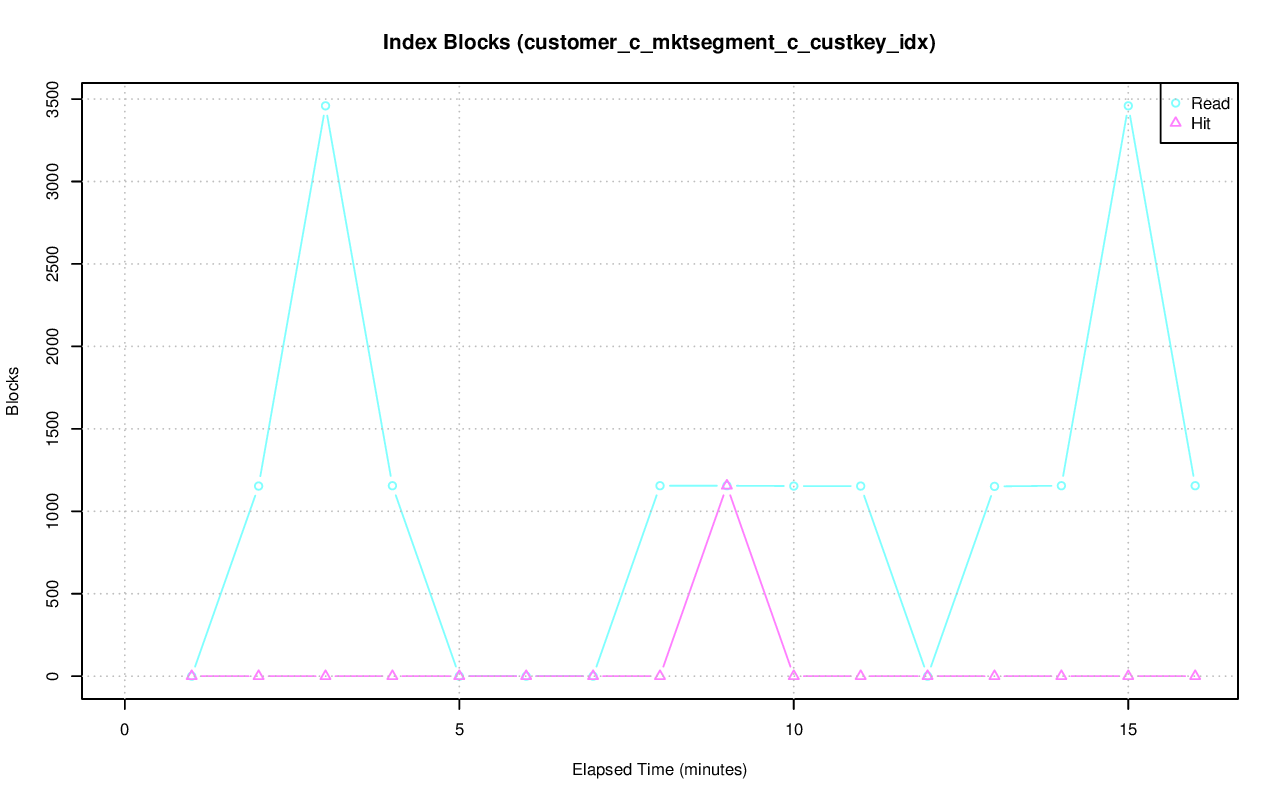 Index Blocks (customer_c_mktsegment_c_custkey_idx)
Read
Hit
3500
3000
2500
2000
1500
1000
500
0
Blocks
0 5 10 15
Elapsed Time (minutes)